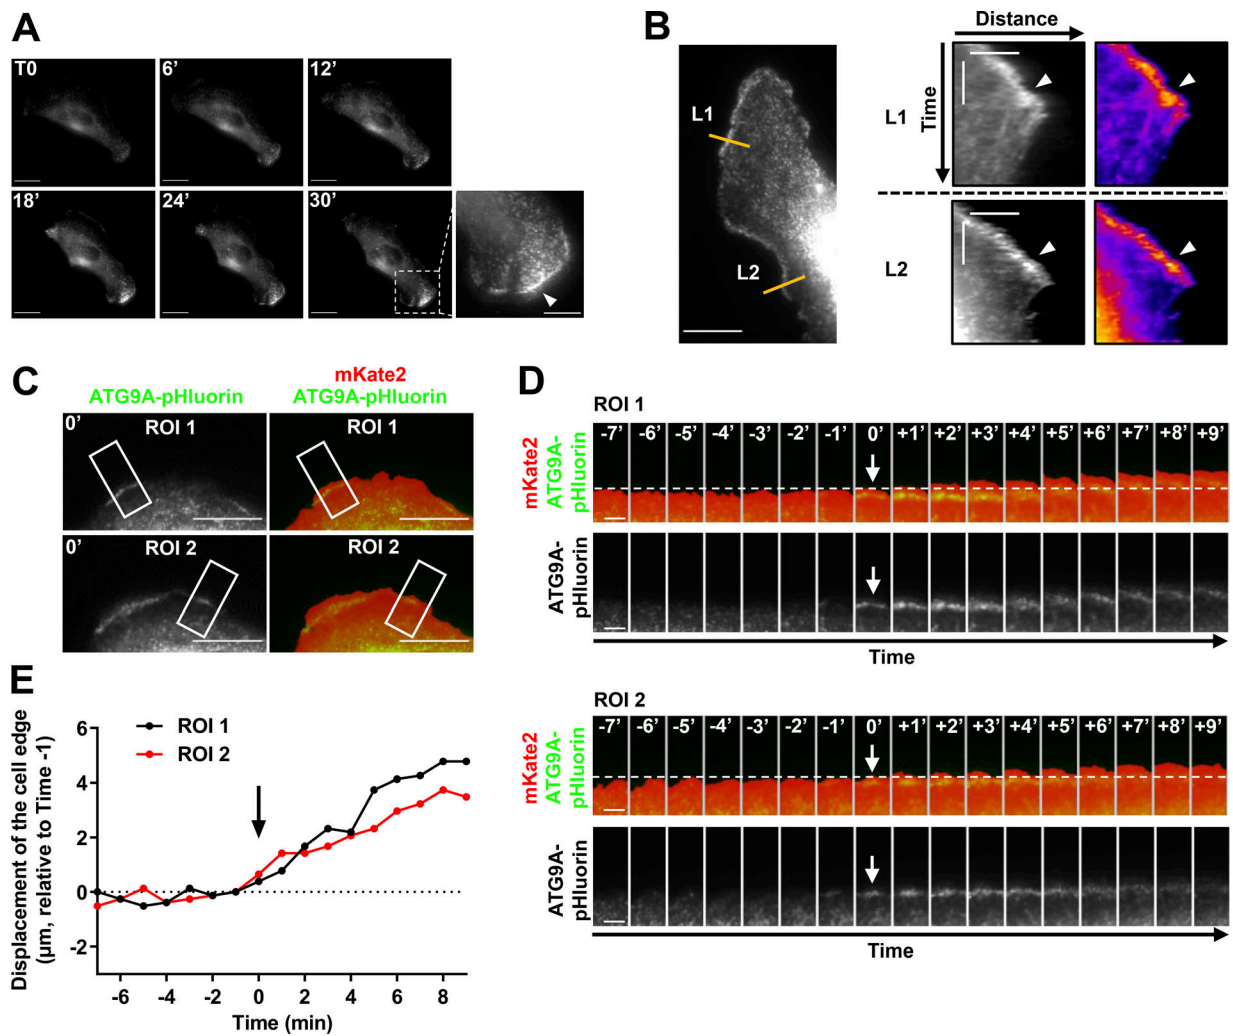 A
T0
6’
12’
18’
24’
30’
B
L1
L2
Distance
Time
L1
L2
C
ATG9A-pHluorin
mKate2
ATG9A-pHluorin
0’
ROI 1
ROI 1
0’
ROI 2
ROI 2
D
ROI 1
mKate2
ATG9A-
pHluorin
-7’ -6’ -5’ -4’ -3’ -2’ -1’ 0’ +1’ +2’ +3’ +4’ +5’ +6’ +7’ +8’ +9’
ATG9A-
pHluorin
Time
ROI 2
mKate2
ATG9A-
pHluorin
-7’ -6’ -5’ -4’ -3’ -2’ -1’ 0’ +1’ +2’ +3’ +4’ +5’ +6’ +7’ +8’ +9’
ATG9A-
pHluorin
Time
E
Displacement of the cell edge
(µm, relative to Time -1)
6
4
2
0
-2
ROI 1
ROI 2
-6 -4 -2 0 2 4 6 8
Time (min)